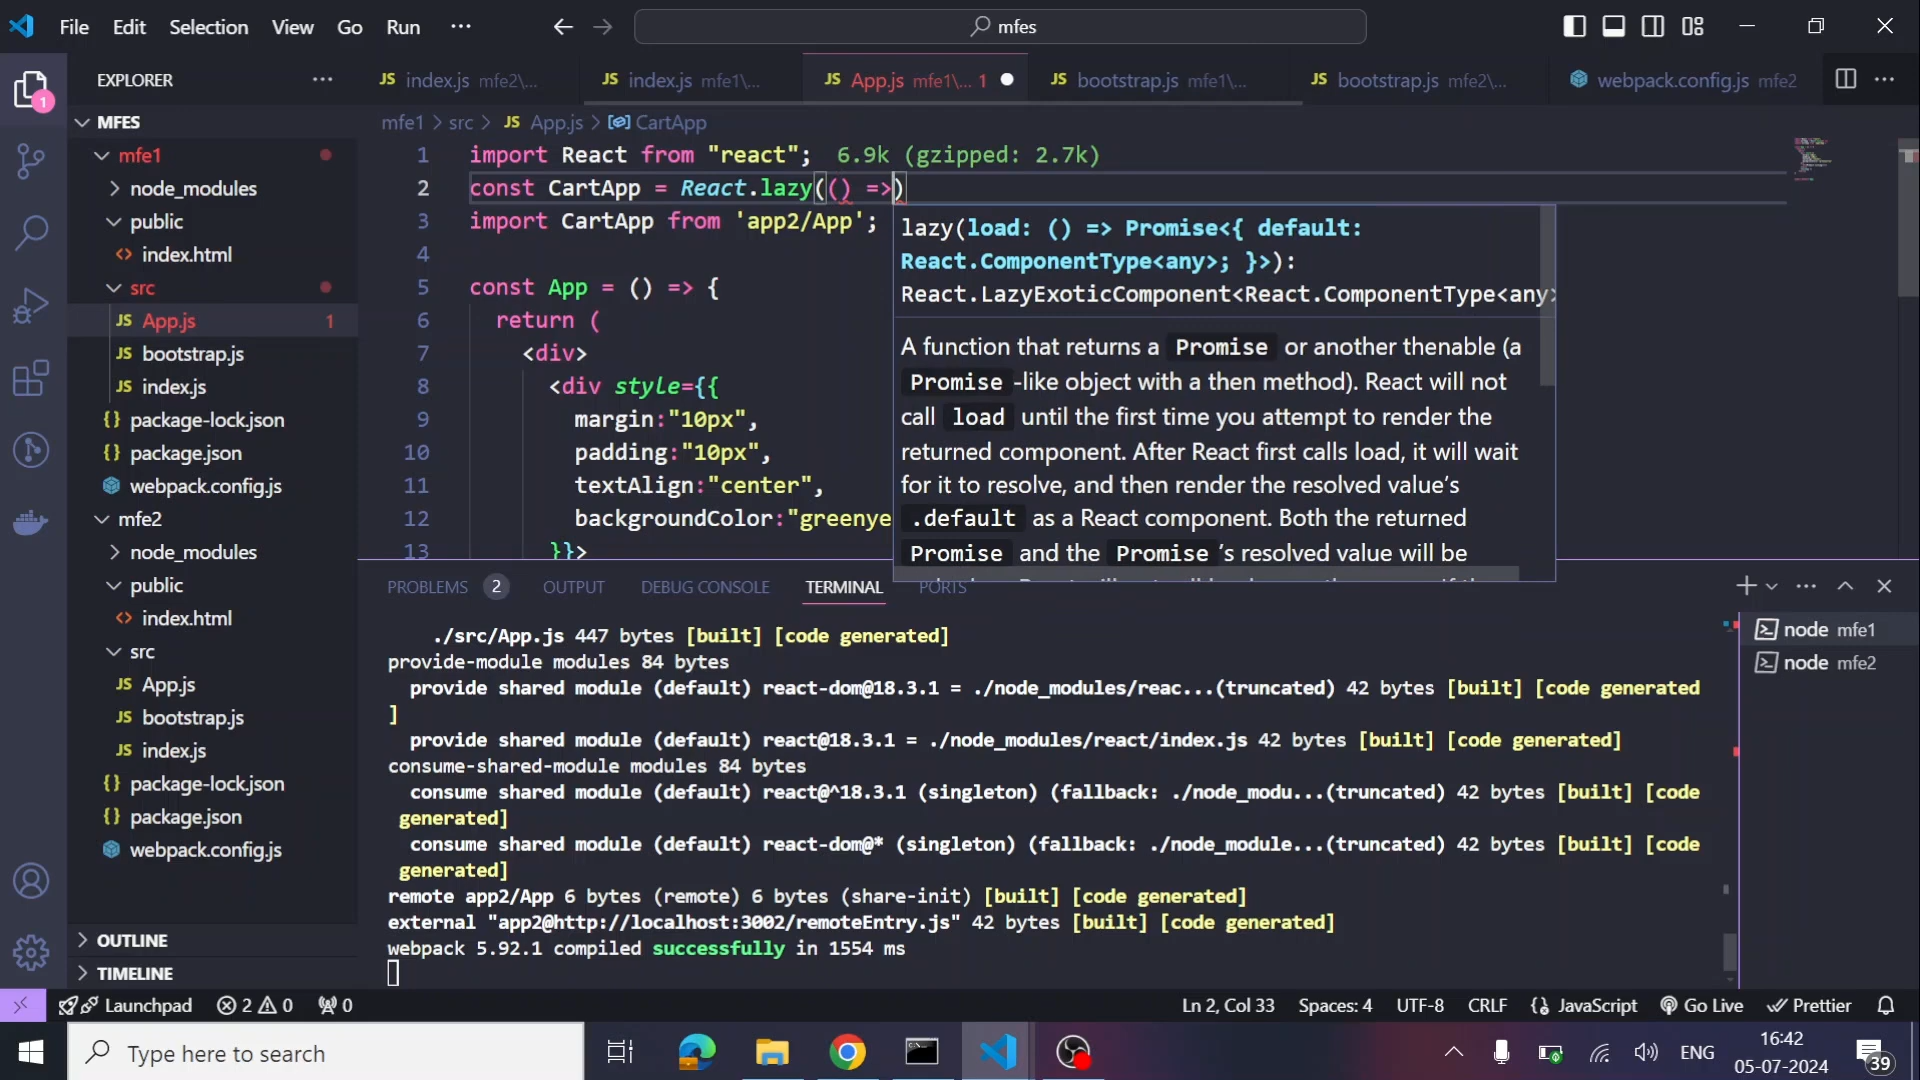 File Edit Selection View Go Run ··· mfes
EXPLORER ···
MFES
mfe1
node_modules
public
<> index.html
src
JS App.js 1
JS bootstrap.js
JS index.js
{} package-lock.json
{} package.json
webpack.config.js
mfe2
node_modules
public
<> index.html
src
JS App.js
JS bootstrap.js
JS index.js
{} package-lock.json
{} package.json
webpack.config.js
OUTLINE
TIMELINE
JS index.js mfe2\... JS index.js mfe1\... JS App.js mfe1\... 1 JS bootstrap.js mfe1\... JS bootstrap.js mfe2\... webpack.config.js mfe2 ···
mfe1 > src > JS App.js > CartApp
1 import React from "react"; 6.9k (gzipped: 2.7k)
2 const CartApp = React.lazy(() =>)
3 import CartApp from 'app2/App';
4
5 const App = () => {
6 return (
7 <div>
8 <div style={{
9 margin:"10px",
10 padding:"10px",
11 textAlign:"center",
12 backgroundColor:"greenye
13 }}>
lazy(load: () => Promise<{ default:
React.ComponentType<any>; }>):
React.LazyExoticComponent<React.ComponentType<any>
A function that returns a Promise or another thenable (a
Promise -like object with a then method). React will not
call load until the first time you attempt to render the
returned component. After React first calls load, it will wait
for it to resolve, and then render the resolved value's
.default as a React component. Both the returned
Promise and the Promise 's resolved value will be
PROBLEMS 2 OUTPUT DEBUG CONSOLE TERMINAL PORTS
./src/App.js 447 bytes [built] [code generated]
provide-module modules 84 bytes
provide shared module (default) react-dom@18.3.1 = ./node_modules/reac...(truncated) 42 bytes [built] [code generated
]
provide shared module (default) react@18.3.1 = ./node_modules/react/index.js 42 bytes [built] [code generated]
consume-shared-module modules 84 bytes
consume shared module (default) react@^18.3.1 (singleton) (fallback: ./node_modu...(truncated) 42 bytes [built] [code
generated]
consume shared module (default) react-dom@* (singleton) (fallback: ./node_module...(truncated) 42 bytes [built] [code
generated]
remote app2/App 6 bytes (remote) 6 bytes (share-init) [built] [code generated]
external "app2@http://localhost:3002/remoteEntry.js" 42 bytes [built] [code generated]
webpack 5.92.1 compiled successfully in 1554 ms
node mfe1
node mfe2
1
Launchpad 2 0 0 Ln 2, Col 33 Spaces: 4 UTF-8 CRLF JavaScript Go Live Prettier
Type here to search
ENG
16:42
05-07-2024
39